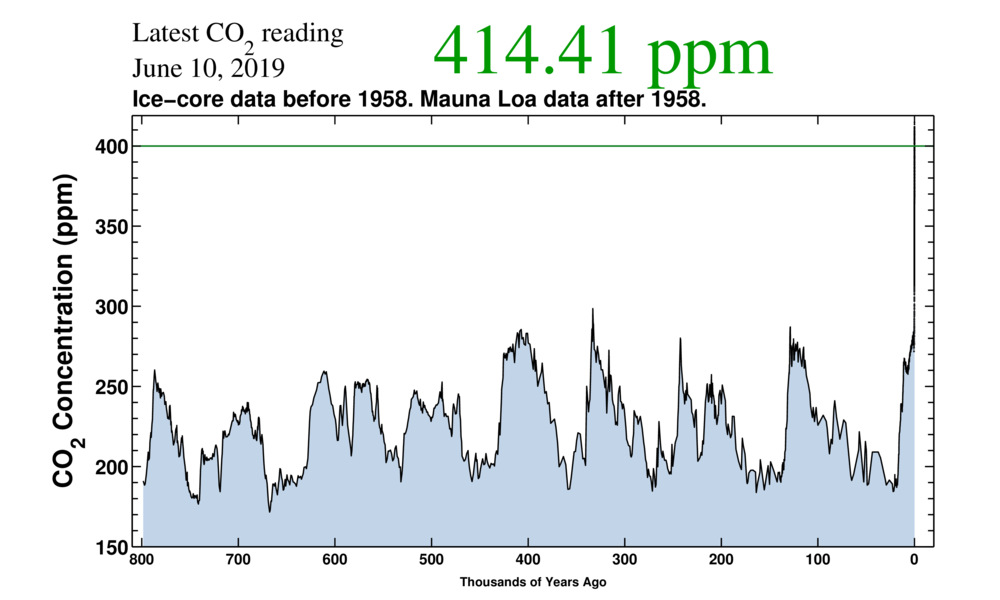 Latest CO2 reading
June 10, 2019
414.41 ppm
Ice-core data before 1958. Mauna Loa data after 1958.
CO2 Concentration (ppm)
400
350
300
250
200
150
800 700 600 500 400 300 200 100 0
Thousands of Years Ago